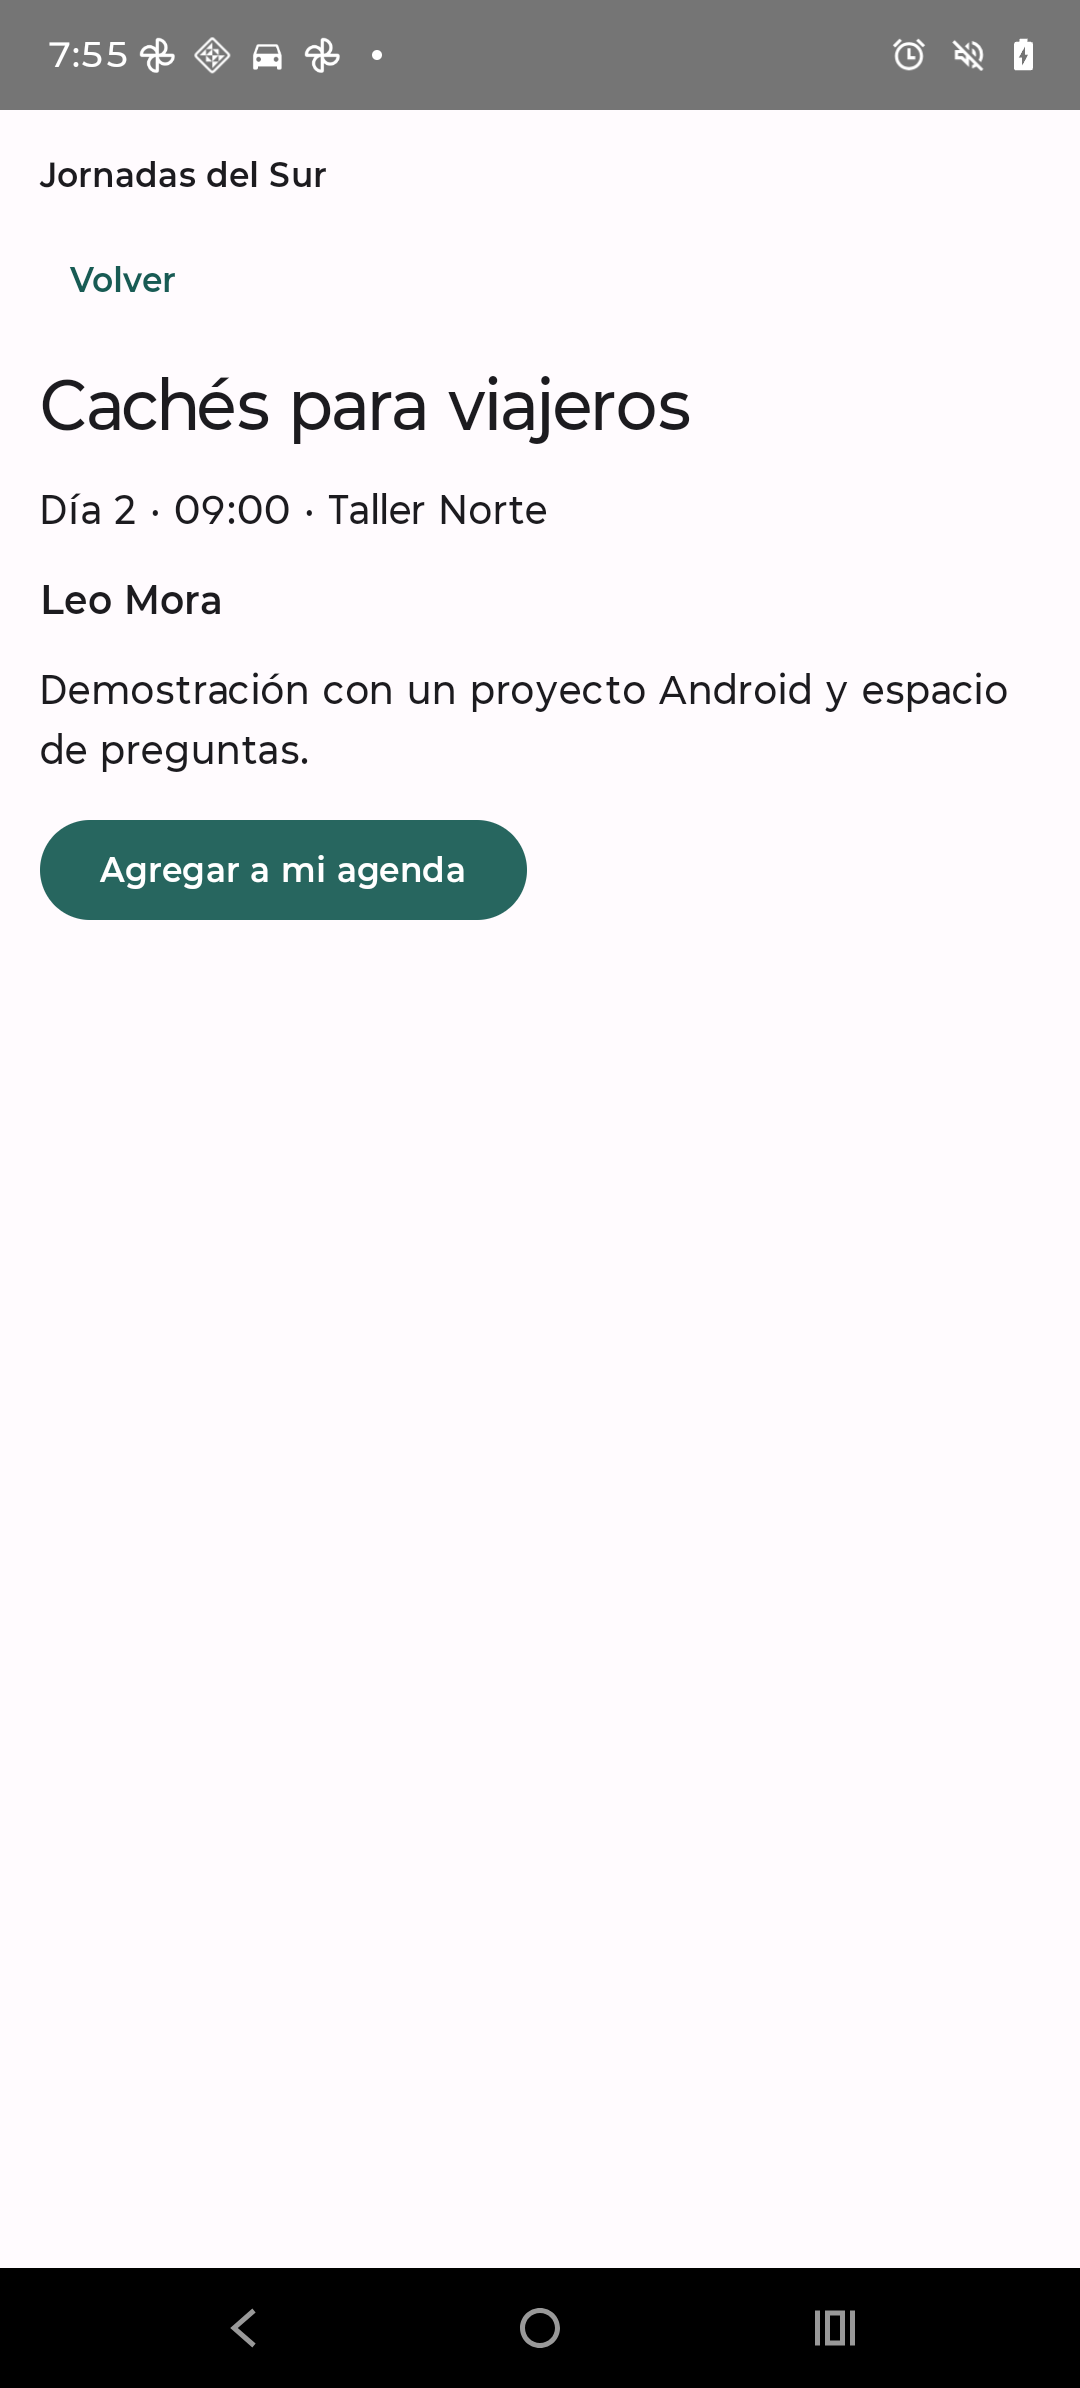 7:55
Jornadas del Sur
Volver
Cachés para viajeros
Día 2 · 09:00 · Taller Norte
Leo Mora
Demostración con un proyecto Android y espacio
de preguntas.
Agregar a mi agenda